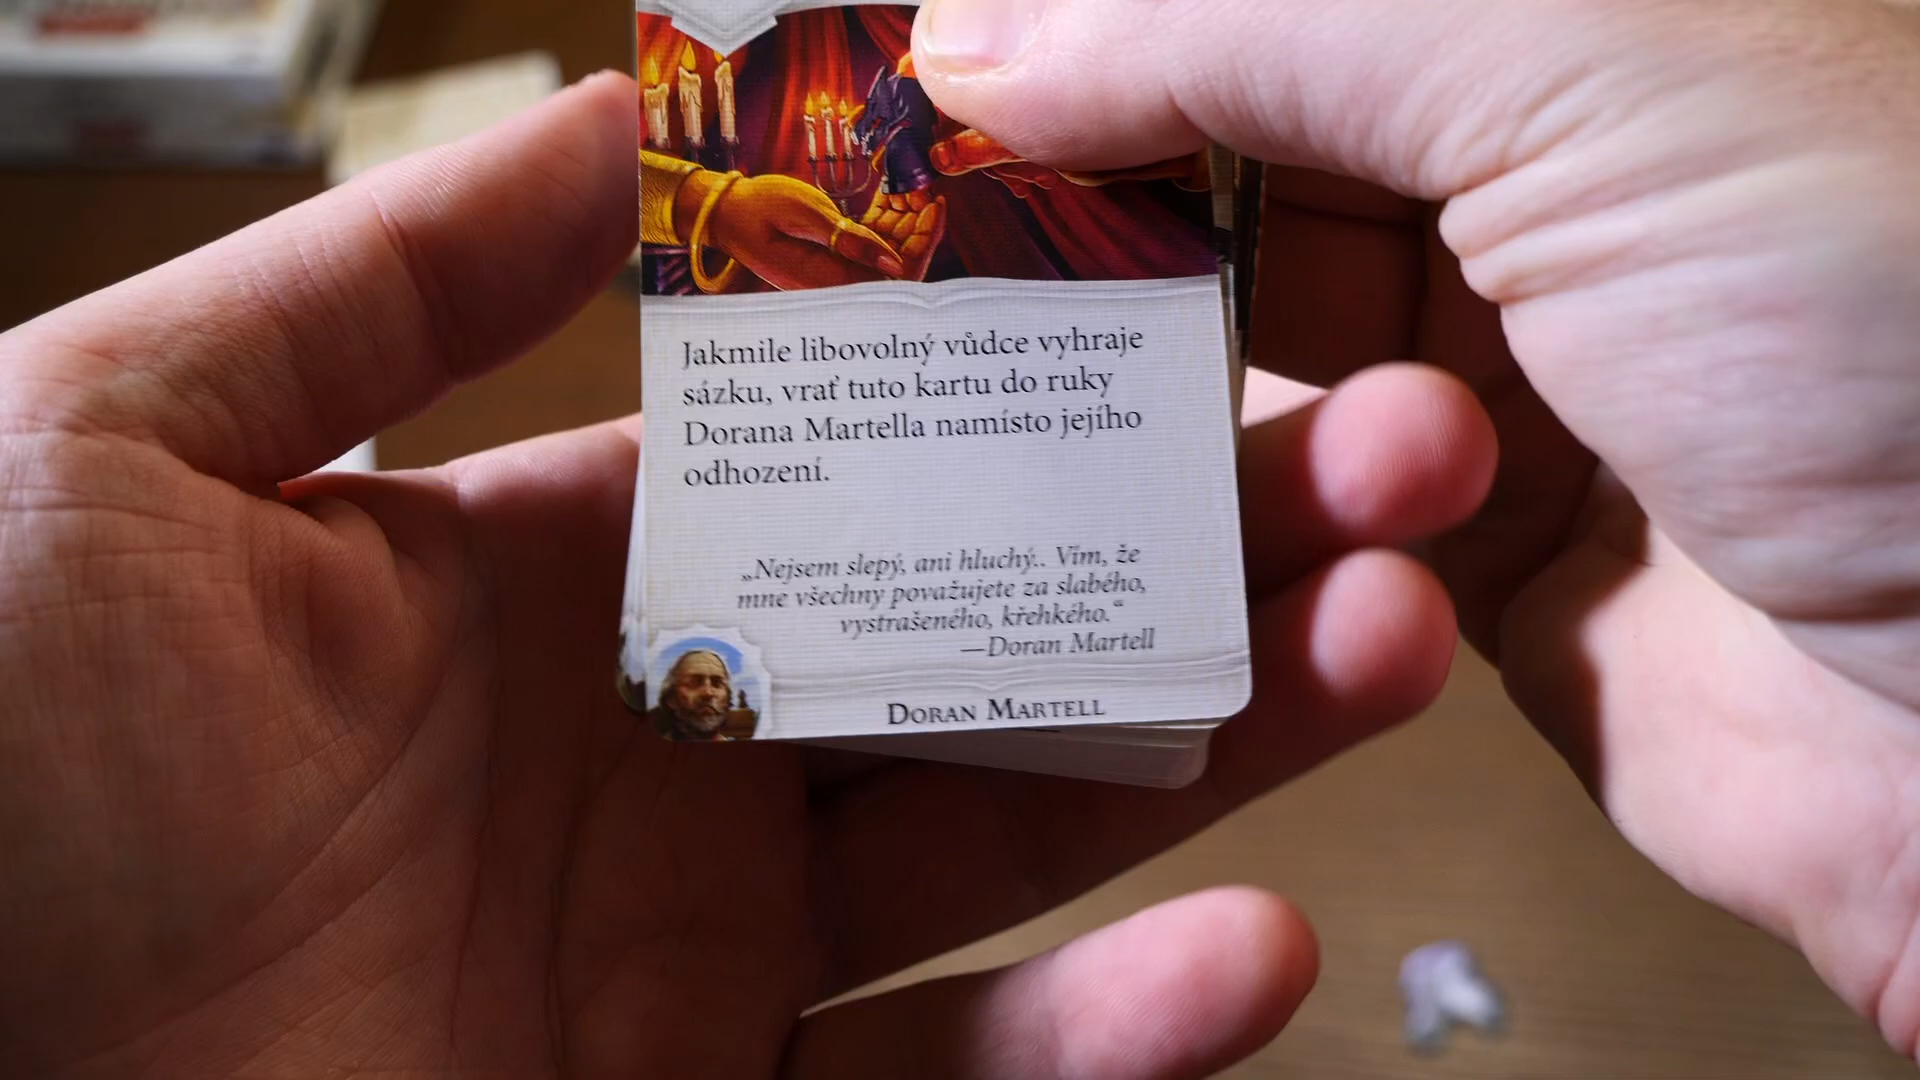 Jakmile libovolný vůdce vyhraje
sázku, vrať tuto kartu do ruky
Dorana Martella namísto jejího
odhození.
„Nejsem slepý, ani hluchý.. Vím, že
mne všechny považujete za slabého,
vystrašeného, křehkého.“
—Doran Martell
Doran Martell